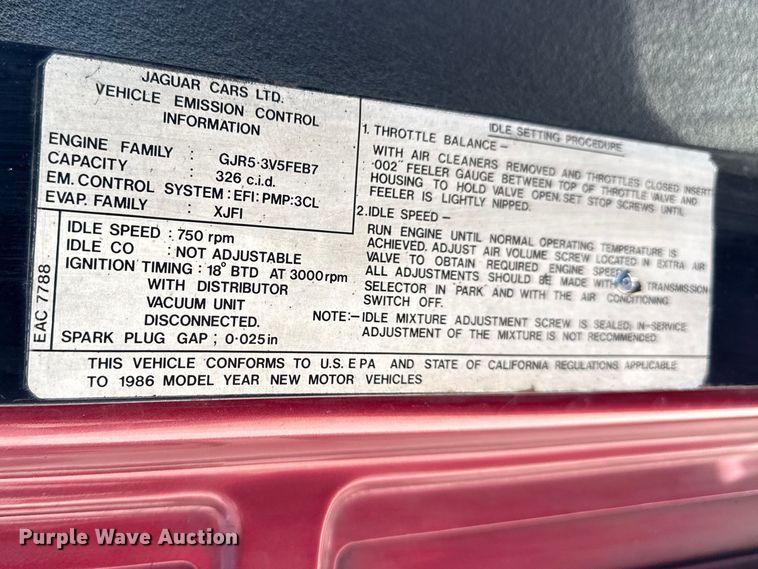 JAGUAR CARS LTD.
VEHICLE EMISSION CONTROL
INFORMATION
ENGINE FAMILY : GJR5·3V5FEB7
CAPACITY : 326 c.i.d.
EM. CONTROL SYSTEM : EFI: PMP:3CL
EVAP. FAMILY : XJFI
IDLE SPEED : 750 rpm
IDLE CO : NOT ADJUSTABLE
IGNITION TIMING : 18° BTD AT 3000rpm
WITH DISTRIBUTOR
VACUUM UNIT
DISCONNECTED.
SPARK PLUG GAP ; 0·025in
EAC 7788
IDLE SETTING PROCEDURE
1. THROTTLE BALANCE –
WITH AIR CLEANERS REMOVED AND THROTTLES CLOSED INSERT
·002" FEELER GAUGE BETWEEN TOP OF THROTTLE VALVE AND
HOUSING TO HOLD VALVE OPEN. SET STOP SCREWS UNTIL
FEELER IS LIGHTLY NIPPED.
2. IDLE SPEED –
RUN ENGINE UNTIL NORMAL OPERATING TEMPERATURE IS
ACHIEVED. ADJUST AIR VOLUME SCREW LOCATED IN EXTRA AIR
VALVE TO OBTAIN REQUIRED ENGINE SPEED
ALL ADJUSTMENTS SHOULD BE MADE WITH TRANSMISSION
SELECTOR IN 'PARK' AND WITH THE AIR CONDITIONING
SWITCH OFF.
NOTE:– IDLE MIXTURE ADJUSTMENT SCREW IS SEALED; IN-SERVICE
ADJUSTMENT OF THE MIXTURE IS NOT RECOMMENDED.
THIS VEHICLE CONFORMS TO U.S. EPA AND STATE OF CALIFORNIA REGULATIONS APPLICABLE
TO 1986 MODEL YEAR NEW MOTOR VEHICLES
Purple Wave Auction
Purple Wave Auction